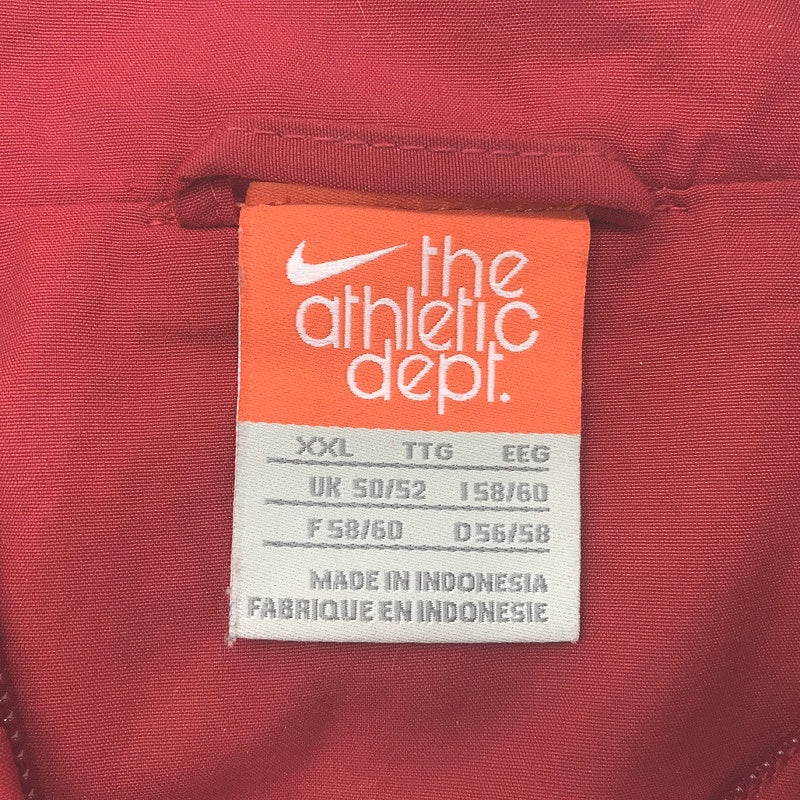 the
athletic
dept.
XXL TTG EEG
UK 50/52 I 58/60
F 58/60 D 56/58
MADE IN INDONESIA
FABRIQUE EN INDONESIE